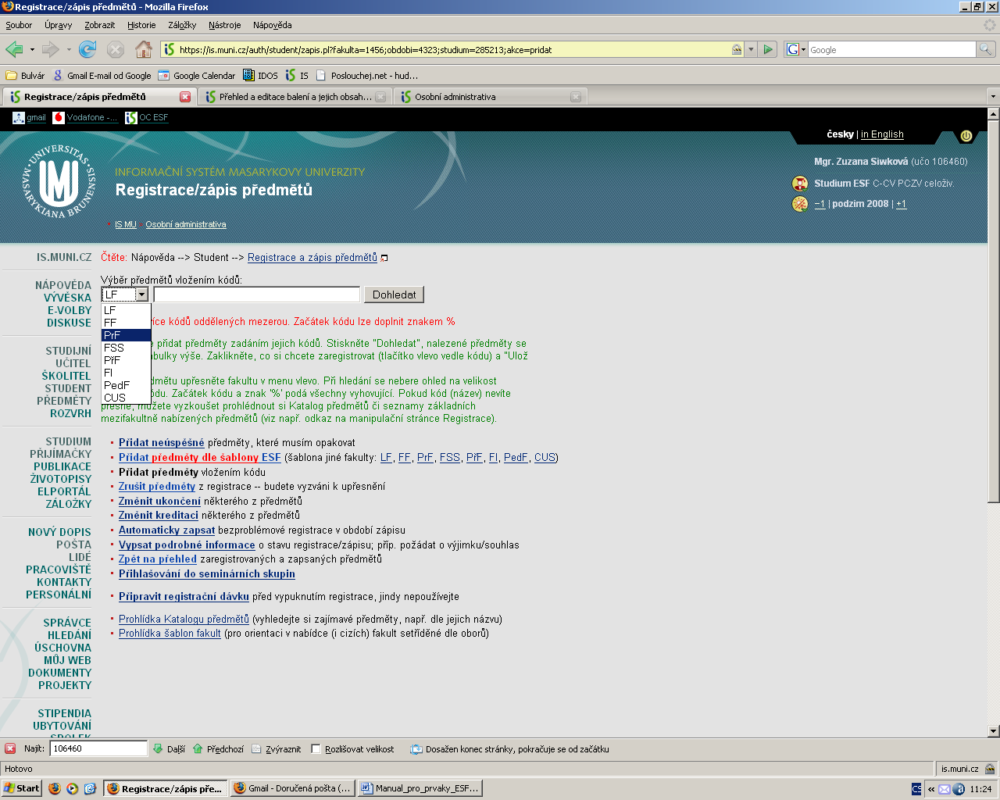 Registrace/zápis předmětů - Mozilla Firefox
Soubor Úpravy Zobrazit Historie Záložky Nástroje Nápověda
https://is.muni.cz/auth/student/zapis.pl?fakulta=1456;obdobi=4323;studium=285213;akce=pridat
G Google
Bulvár Gmail E-mail od Google Google Calendar IDOS IS Poslouchej.net - hud...
Registrace/zápis předmětů Přehled a editace balení a jejich obsah... Osobní administrativa
gmail Vodafone -... OC ESF
česky | in English
UNIVERSITAS MASARYKIANA BRUNENSIS
INFORMAČNÍ SYSTÉM MASARYKOVY UNIVERZITY
Registrace/zápis předmětů
Mgr. Zuzana Siwková (učo 106460)
Studium ESF C-CV PCZV celoživ.
−1 | podzim 2008 | +1
IS MU Osobní administrativa
IS.MUNI.CZ
NÁPOVĚDA
VÝVĚSKA
E-VOLBY
DISKUSE
STUDIJNÍ
UČITEL
ŠKOLITEL
STUDENT
PŘEDMĚTY
ROZVRH
STUDIUM
PŘIJÍMAČKY
PUBLIKACE
ŽIVOTOPISY
ELPORTÁL
ZÁLOŽKY
NOVÝ DOPIS
POŠTA
LIDÉ
PRACOVIŠTĚ
KONTAKTY
PERSONÁLNÍ
SPRÁVCE
HLEDÁNÍ
ÚSCHOVNA
MŮJ WEB
DOKUMENTY
PROJEKTY
STIPENDIA
UBYTOVÁNÍ
SPOLEK
Čtěte: Nápověda --> Student --> Registrace a zápis předmětů
Výběr předmětů vložením kódů:
LF Dohledat
LF
FF
PrF
FSS
PřF
FI
PedF
CUS
více kódů oddělených mezerou. Začátek kódu lze doplnit znakem %
e přidat předměty zadáním jejich kódů. Stiskněte "Dohledat", nalezené předměty se
abulky výše. Zaklikněte, co si chcete zaregistrovat (tlačítko vlevo vedle kódu) a "Ulož
dmětu upřesněte fakultu v menu vlevo. Při hledání se nebere ohled na velikost
ódu. Začátek kódu a znak '%' podá všechny vyhovující. Pokud kód (název) nevíte
přesně, můžete vyzkoušet prohlédnout si Katalog předmětů či seznamy základních
mezifakultně nabízených předmětů (viz např. odkaz na manipulační stránce Registrace).
Přidat neúspěšné předměty, které musím opakovat
Přidat předměty dle šablony ESF (šablona jiné fakulty: LF, FF, PrF, FSS, PřF, FI, PedF, CUS)
Přidat předměty vložením kódu
Zrušit předměty z registrace -- budete vyzváni k upřesnění
Změnit ukončení některého z předmětů
Změnit kreditaci některého z předmětů
Automaticky zapsat bezproblémové registrace v období zápisu
Vypsat podrobné informace o stavu registrace/zápisu; příp. požádat o výjimku/souhlas
Zpět na přehled zaregistrovaných a zapsaných předmětů
Přihlašování do seminárních skupin
Připravit registrační dávku před vypuknutím registrace, jindy nepoužívejte
Prohlídka Katalogu předmětů (vyhledejte si zajímavé předměty, např. dle jejich názvu)
Prohlídka šablon fakult (pro orientaci v nabídce (i cizích) fakult setříděné dle oborů)
Najít: 106460 Další Předchozí Zvýraznit Rozlišovat velikost Dosažen konec stránky, pokračuje se od začátku
Hotovo is.muni.cz
Start Registrace/zápis pře... Gmail - Doručená pošta (... Manual_pro_prvaky_ESF... CS « 11:24